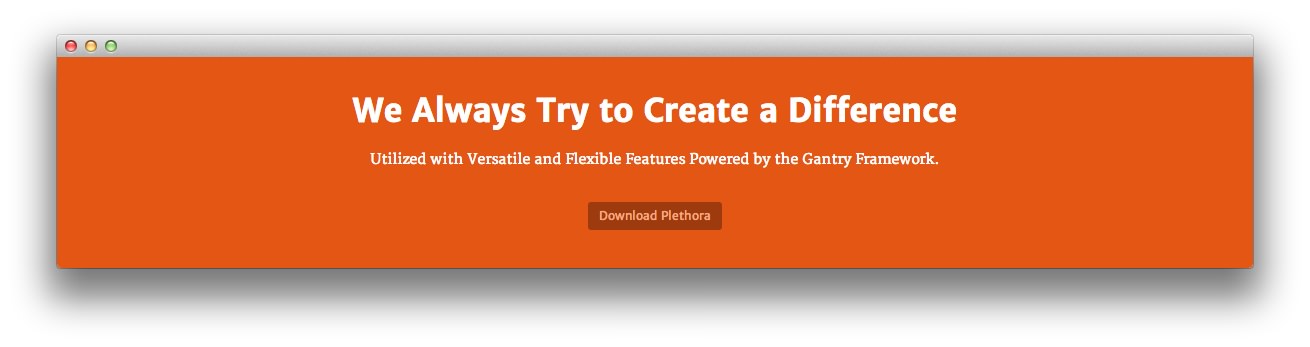 We Always Try to Create a Difference
Utilized with Versatile and Flexible Features Powered by the Gantry Framework.
Download Plethora